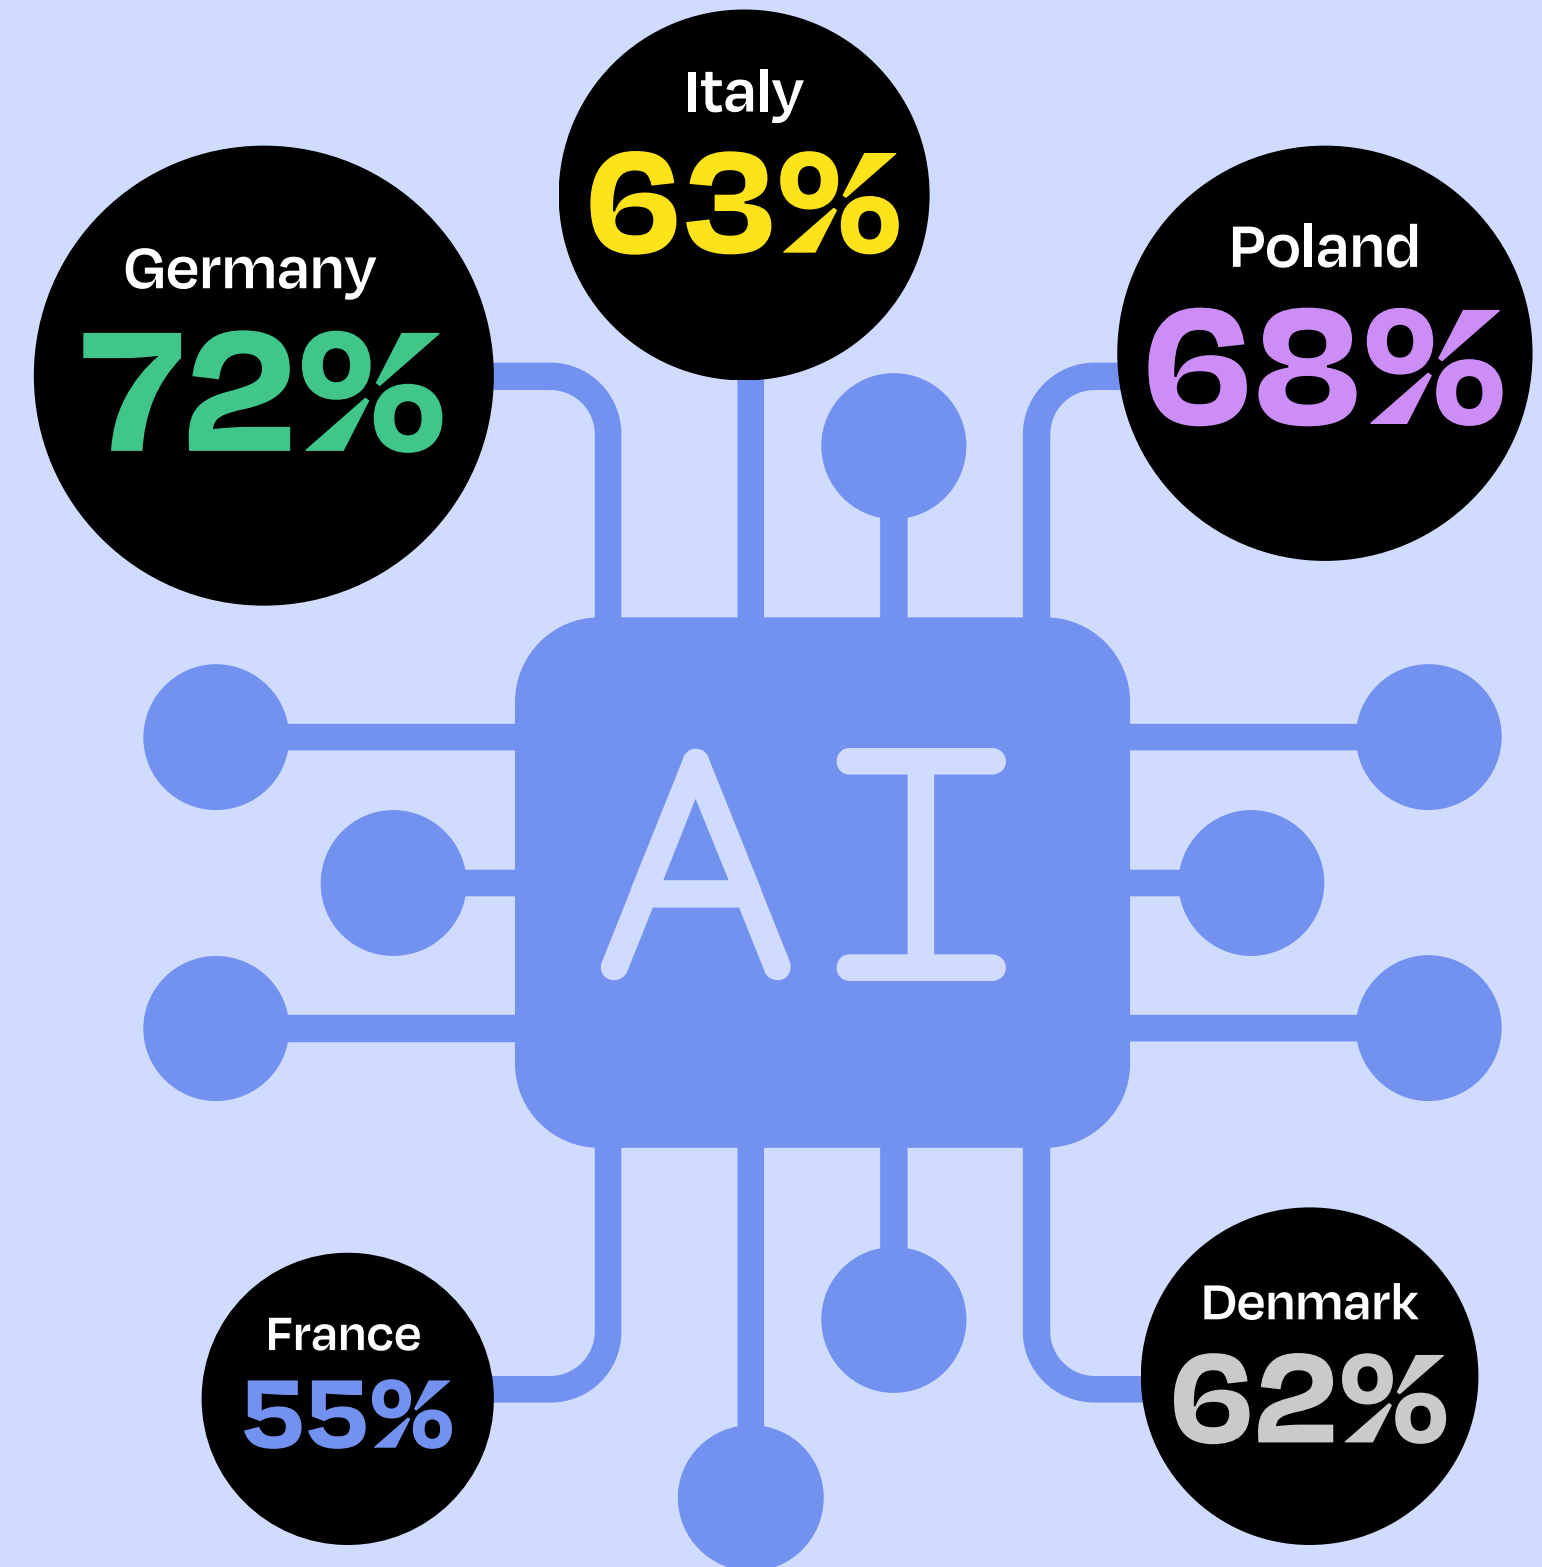 Italy
63%
Germany
72%
Poland
68%
AI
France
55%
Denmark
62%